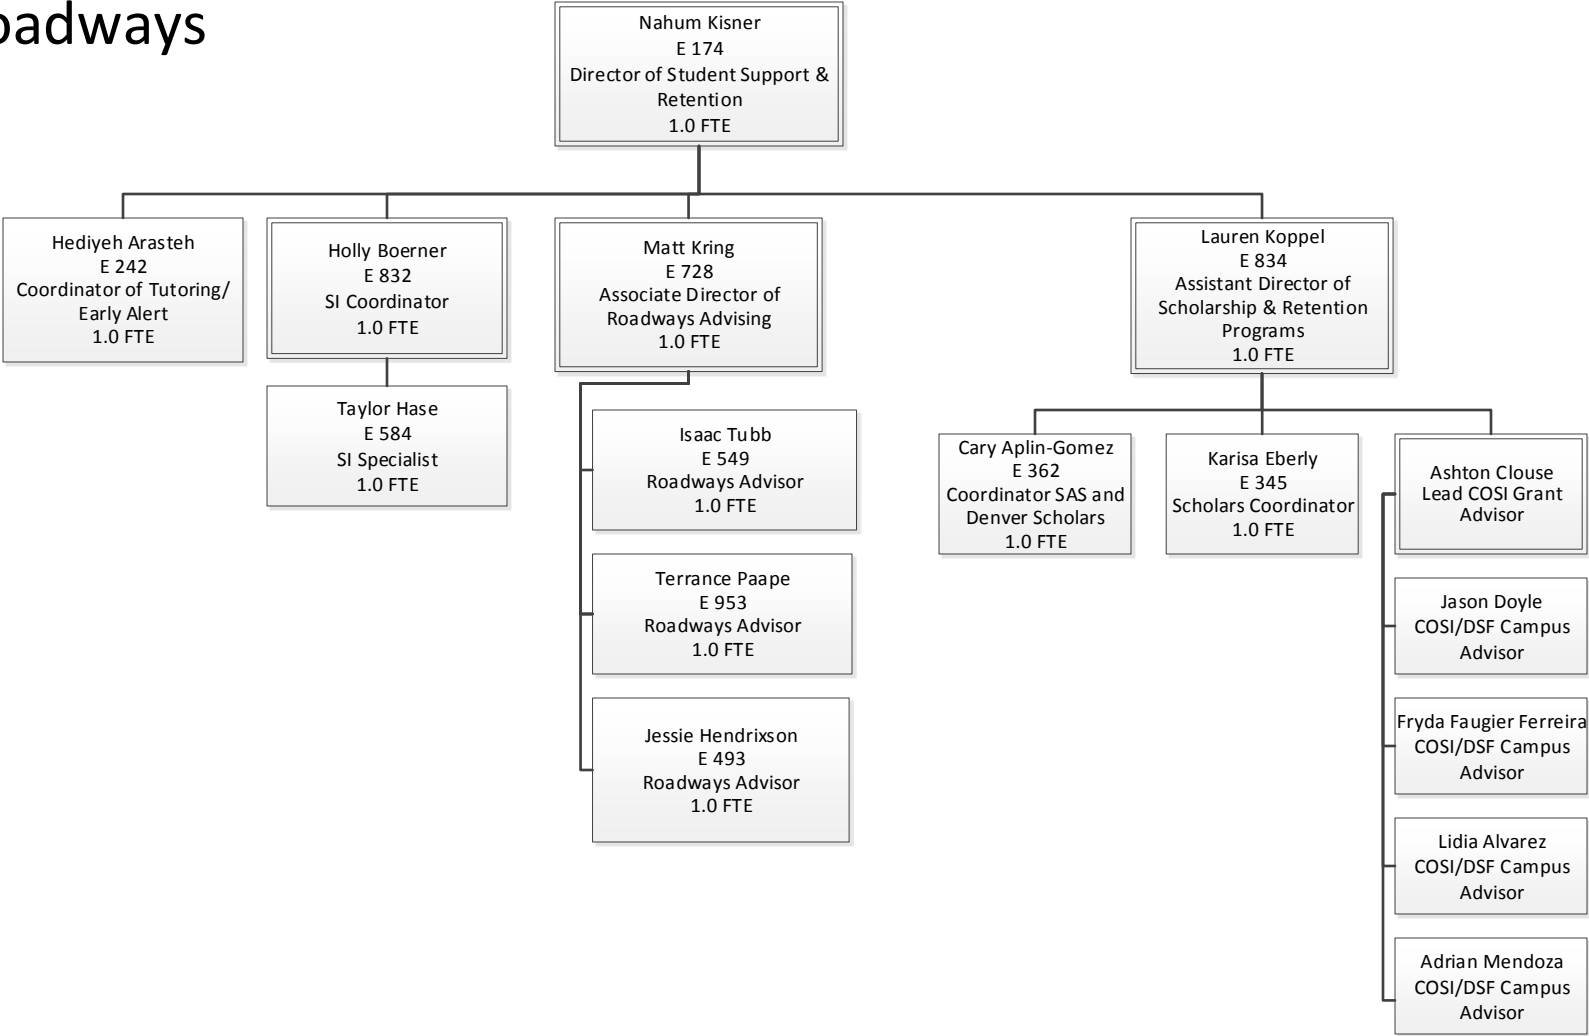 oadways
Nahum Kisner
E 174
Director of Student Support &
Retention
1.0 FTE
Hediyeh Arasteh
E 242
Coordinator of Tutoring/
Early Alert
1.0 FTE
Holly Boerner
E 832
SI Coordinator
1.0 FTE
Matt Kring
E 728
Associate Director of
Roadways Advising
1.0 FTE
Lauren Koppel
E 834
Assistant Director of
Scholarship & Retention
Programs
1.0 FTE
Taylor Hase
E 584
SI Specialist
1.0 FTE
Isaac Tubb
E 549
Roadways Advisor
1.0 FTE
Terrance Paape
E 953
Roadways Advisor
1.0 FTE
Jessie Hendrixson
E 493
Roadways Advisor
1.0 FTE
Cary Aplin-Gomez
E 362
Coordinator SAS and
Denver Scholars
1.0 FTE
Karisa Eberly
E 345
Scholars Coordinator
1.0 FTE
Ashton Clouse
Lead COSI Grant
Advisor
Jason Doyle
COSI/DSF Campus
Advisor
Fryda Faugier Ferreira
COSI/DSF Campus
Advisor
Lidia Alvarez
COSI/DSF Campus
Advisor
Adrian Mendoza
COSI/DSF Campus
Advisor